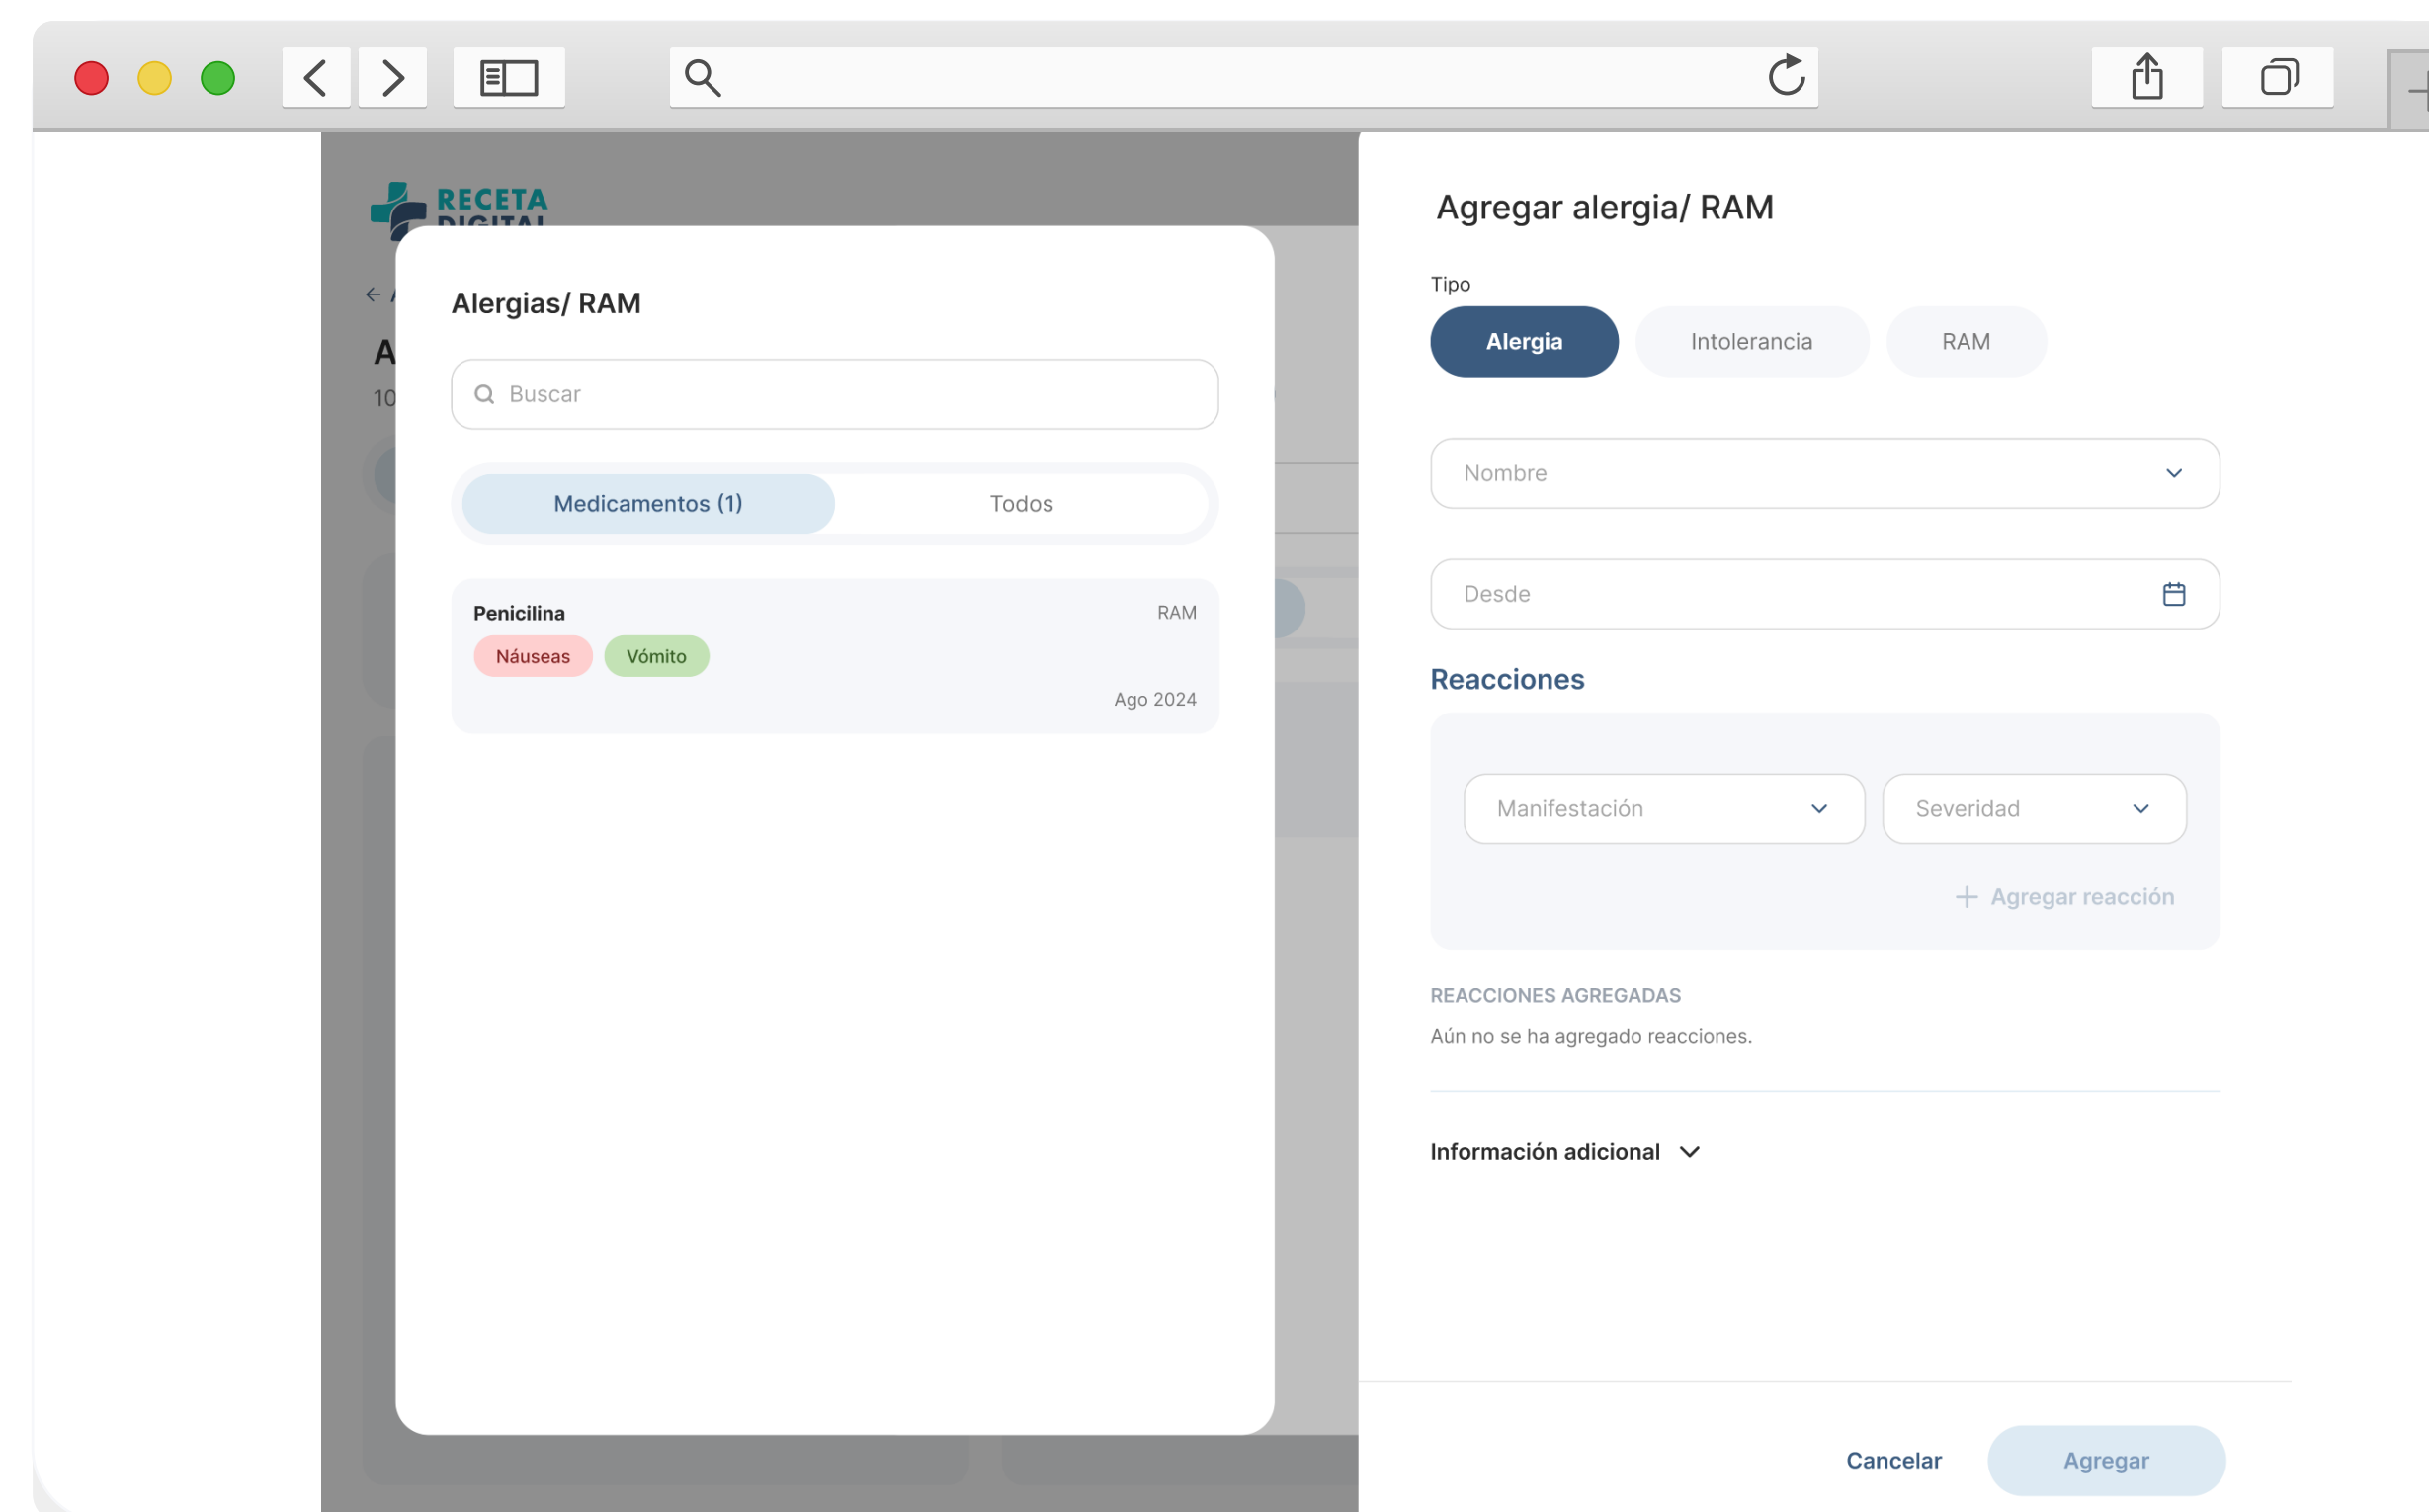 RECETA
DIGITAL
Alergias/ RAM
Buscar
Medicamentos (1)
Todos
Penicilina
RAM
Náuseas
Vómito
Ago 2024
Agregar alergia/ RAM
Tipo
Alergia
Intolerancia
RAM
Nombre
Desde
Reacciones
Manifestación
Severidad
Agregar reacción
REACCIONES AGREGADAS
Aún no se ha agregado reacciones.
Información adicional
Cancelar
Agregar